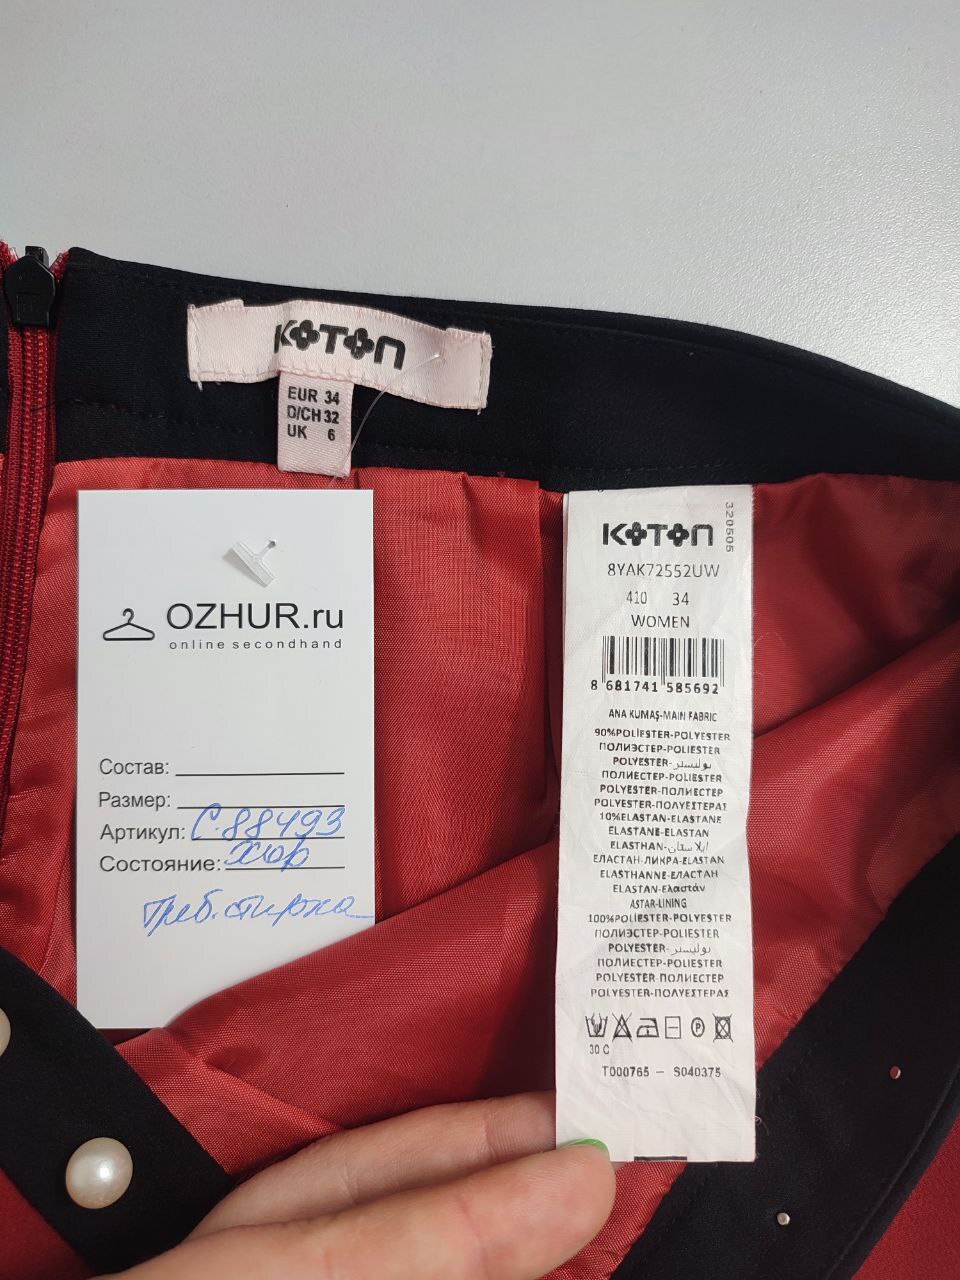 KOTON
EUR 34
D/CH 32
UK 6
OZHUR.ru
online secondhand
Состав:
Размер:
Артикул: С.88493
Состояние: хор
треб. стирка
320505
KOTON
8YAK72552UW
410 34
WOMEN
8 681741 585692
ANA KUMAŞ-MAIN FABRIC
90%POLİESTER-POLYESTER
ПОЛИЭСТЕР-POLIESTER
POLYESTER-بوليستر
ПОЛИЕСТЕР-POLIESTER
POLYESTER-ПОЛИЕСТЕР
POLYESTER-ΠΟΛΥΕΣΤΕΡΑΣ
10%ELASTAN-ELASTANE
ELASTANE-ELASTAN
ELASTHAN-ايلاستان
ЕЛАСТАН-ЛИКРА-ELASTAN
ELASTHANNE-ЕЛАСТАН
ELASTAN-Ελαστάν
ASTAR-LINING
100%POLİESTER-POLYESTER
ПОЛИЭСТЕР-POLIESTER
POLYESTER-بوليستر
ПОЛИЕСТЕР-POLIESTER
POLYESTER-ПОЛИЕСТЕР
POLYESTER-ΠΟΛΥΕΣΤΕΡΑΣ
P
30 C
T000765 - S040375